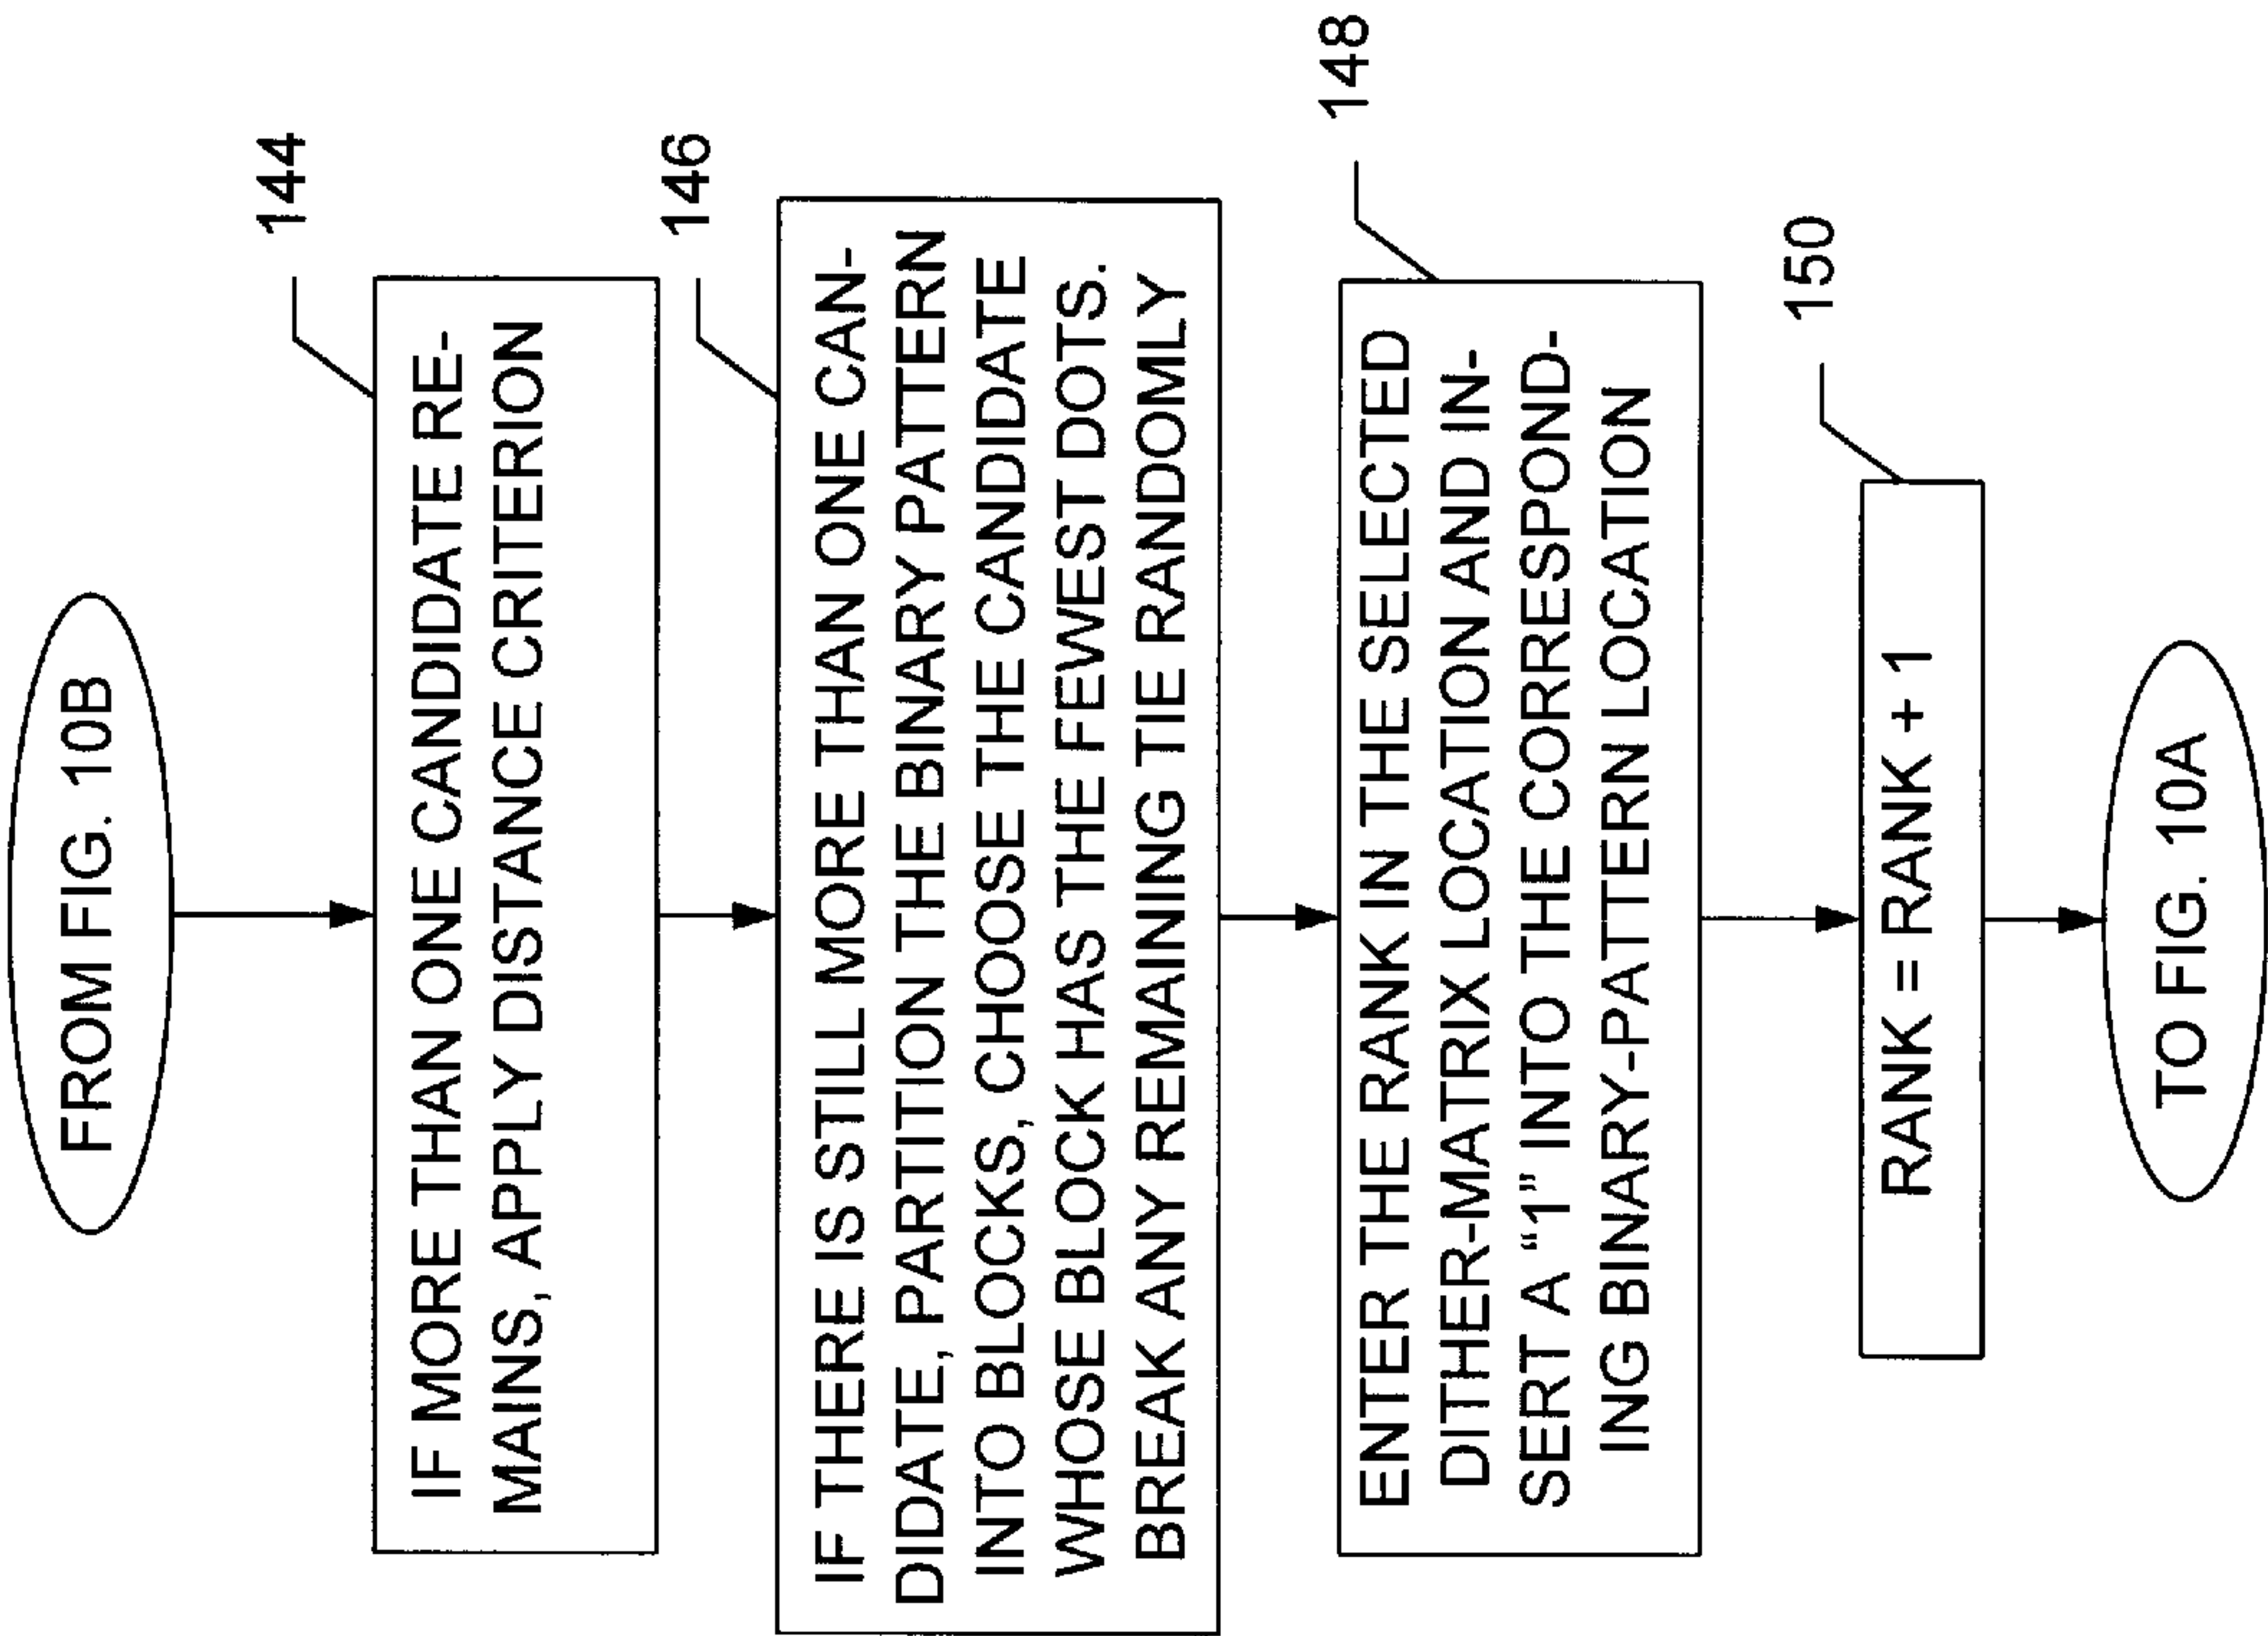 FROM FIG. 10B
144
IF MORE THAN ONE CANDIDATE RE-
MAINS, APPLY DISTANCE CRITERION
146
IF THERE IS STILL MORE THAN ONE CAN-
DIDATE, PARTITION THE BINARY PATTERN
INTO BLOCKS, CHOOSE THE CANDIDATE
WHOSE BLOCK HAS THE FEWEST DOTS.
BREAK ANY REMAINING TIE RANDOMLY
148
ENTER THE RANK IN THE SELECTED
DITHER-MATRIX LOCATION AND IN-
SERT A “1” INTO THE CORRESPOND-
ING BINARY-PATTERN LOCATION
150
RANK = RANK + 1
TO FIG. 10A